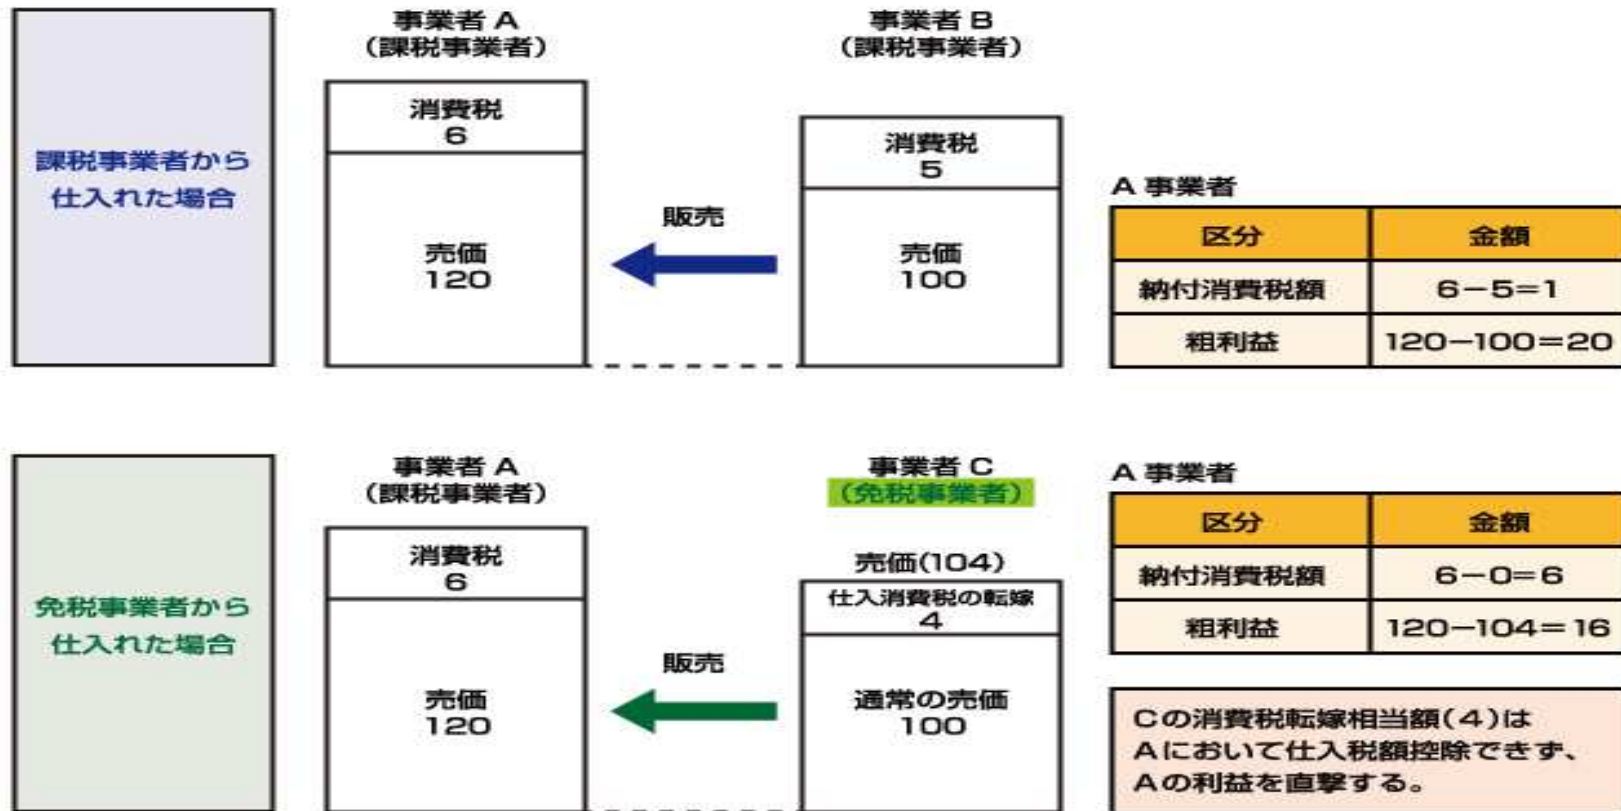 課税事業者から
仕入れた場合
事業者 A
（課税事業者）
消費税
6
売価
120
販売
事業者 B
（課税事業者）
消費税
5
売価
100
A 事業者
区分 金額
納付消費税額 6−5=1
粗利益 120−100=20
免税事業者から
仕入れた場合
事業者 A
（課税事業者）
消費税
6
売価
120
販売
事業者 C
（免税事業者）
売価(104)
仕入消費税の転嫁
4
通常の売価
100
A 事業者
区分 金額
納付消費税額 6−0=6
粗利益 120−104=16
Cの消費税転嫁相当額(4)は
Aにおいて仕入税額控除できず、
Aの利益を直撃する。